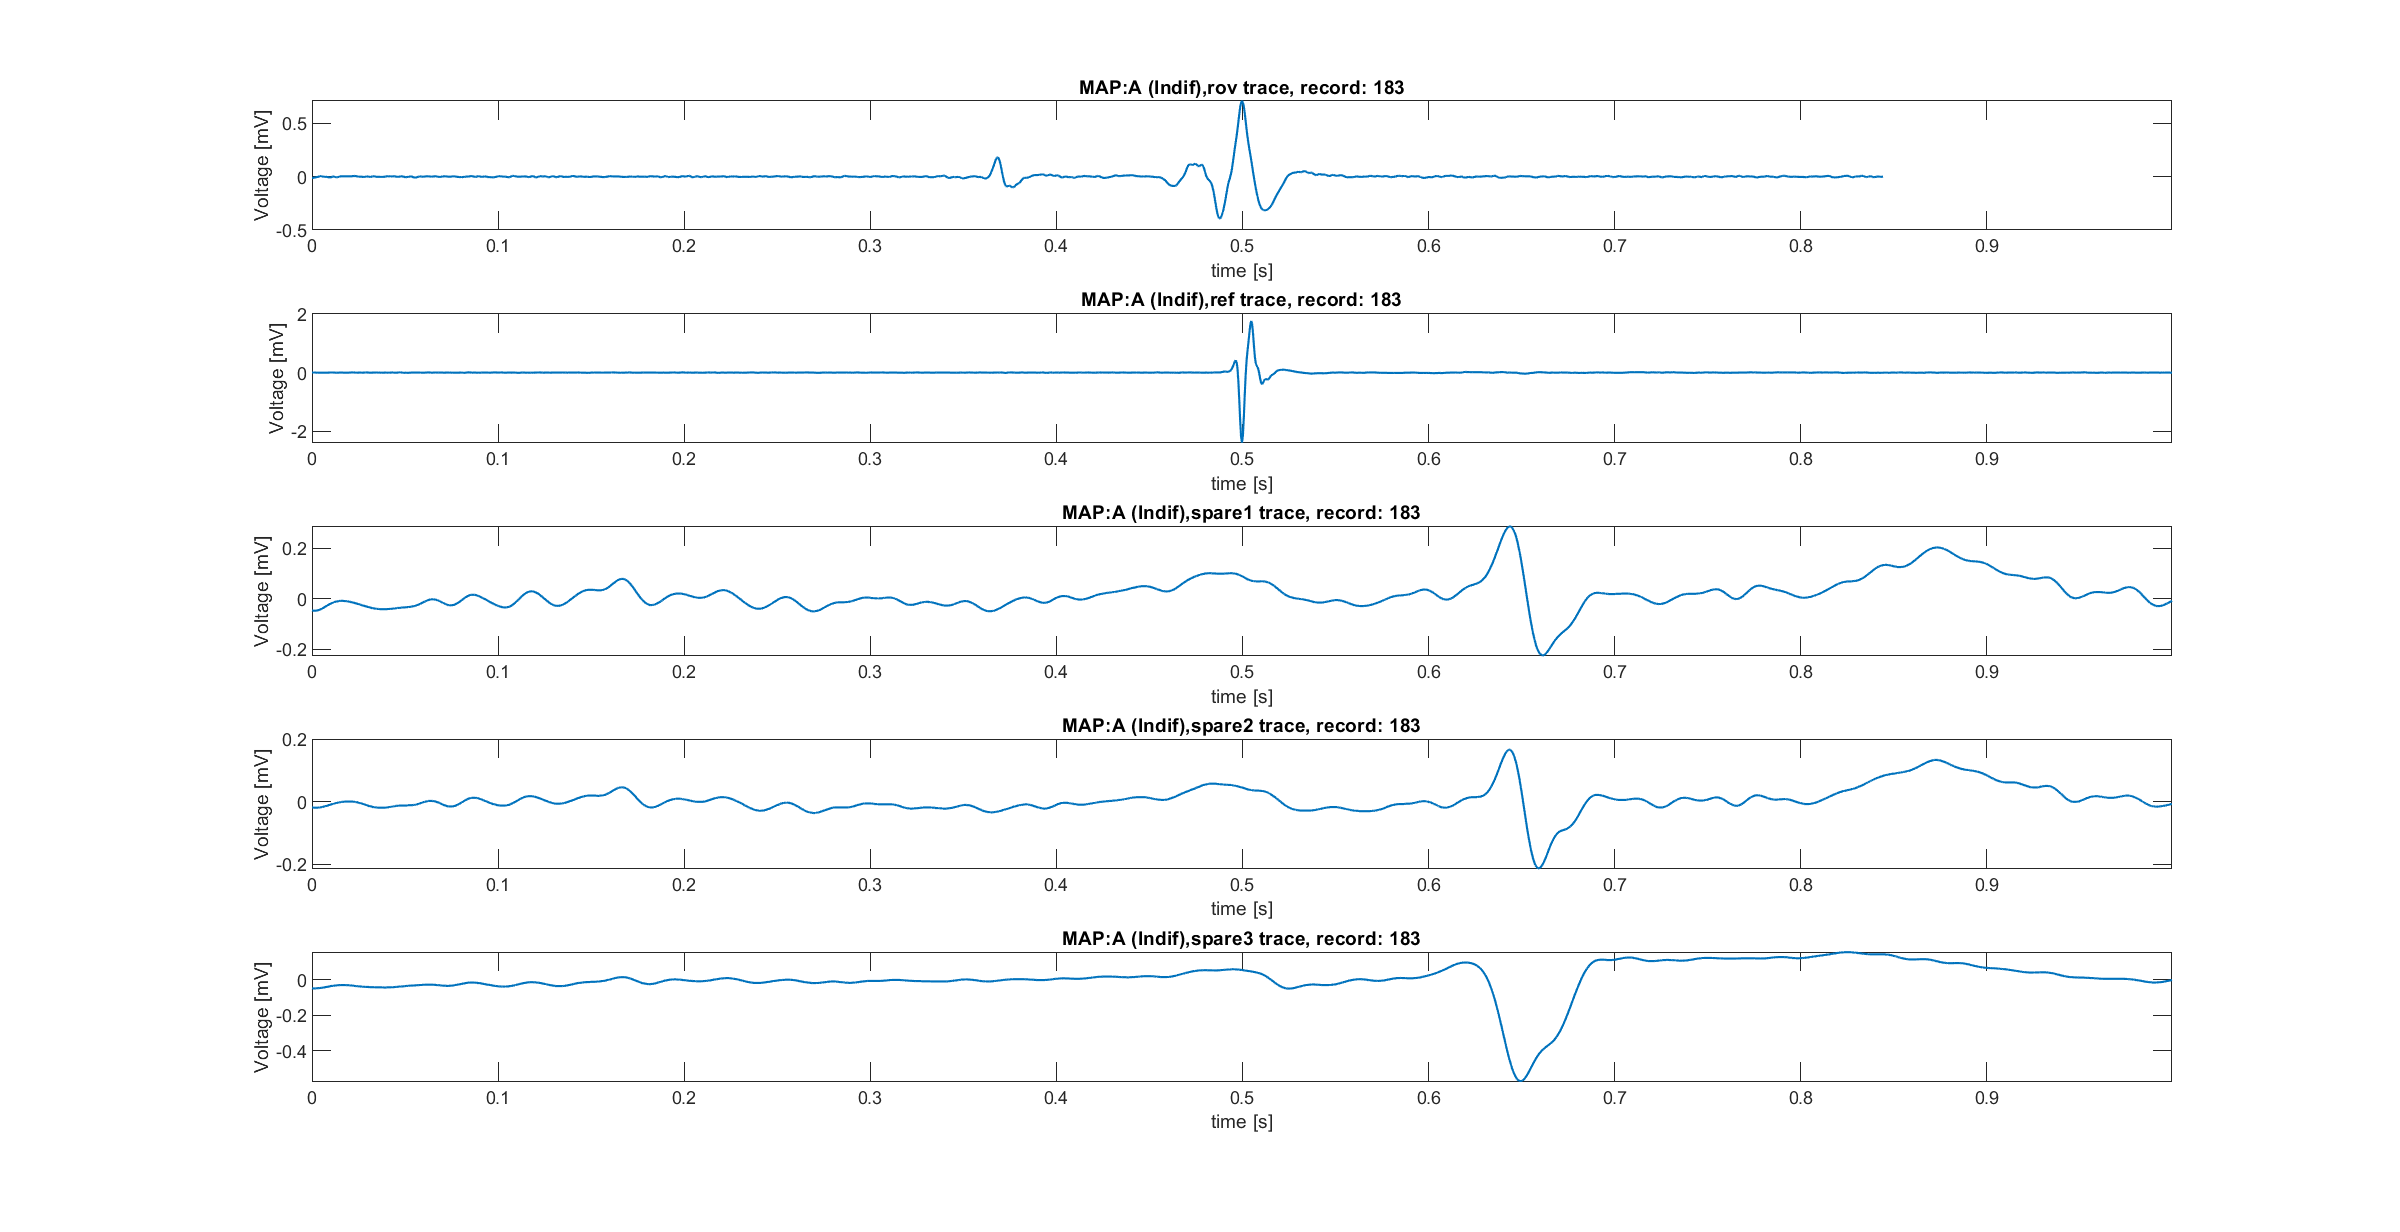 MAP:A (Indif),rov trace, record: 183
Voltage [mV]
0.5
0
-0.5
0 0.1 0.2 0.3 0.4 0.5 0.6 0.7 0.8 0.9
time [s]
MAP:A (Indif),ref trace, record: 183
Voltage [mV]
2
0
-2
0 0.1 0.2 0.3 0.4 0.5 0.6 0.7 0.8 0.9
time [s]
MAP:A (Indif),spare1 trace, record: 183
Voltage [mV]
0.2
0
-0.2
0 0.1 0.2 0.3 0.4 0.5 0.6 0.7 0.8 0.9
time [s]
MAP:A (Indif),spare2 trace, record: 183
Voltage [mV]
0.2
0
-0.2
0 0.1 0.2 0.3 0.4 0.5 0.6 0.7 0.8 0.9
time [s]
MAP:A (Indif),spare3 trace, record: 183
Voltage [mV]
0
-0.2
-0.4
0 0.1 0.2 0.3 0.4 0.5 0.6 0.7 0.8 0.9
time [s]